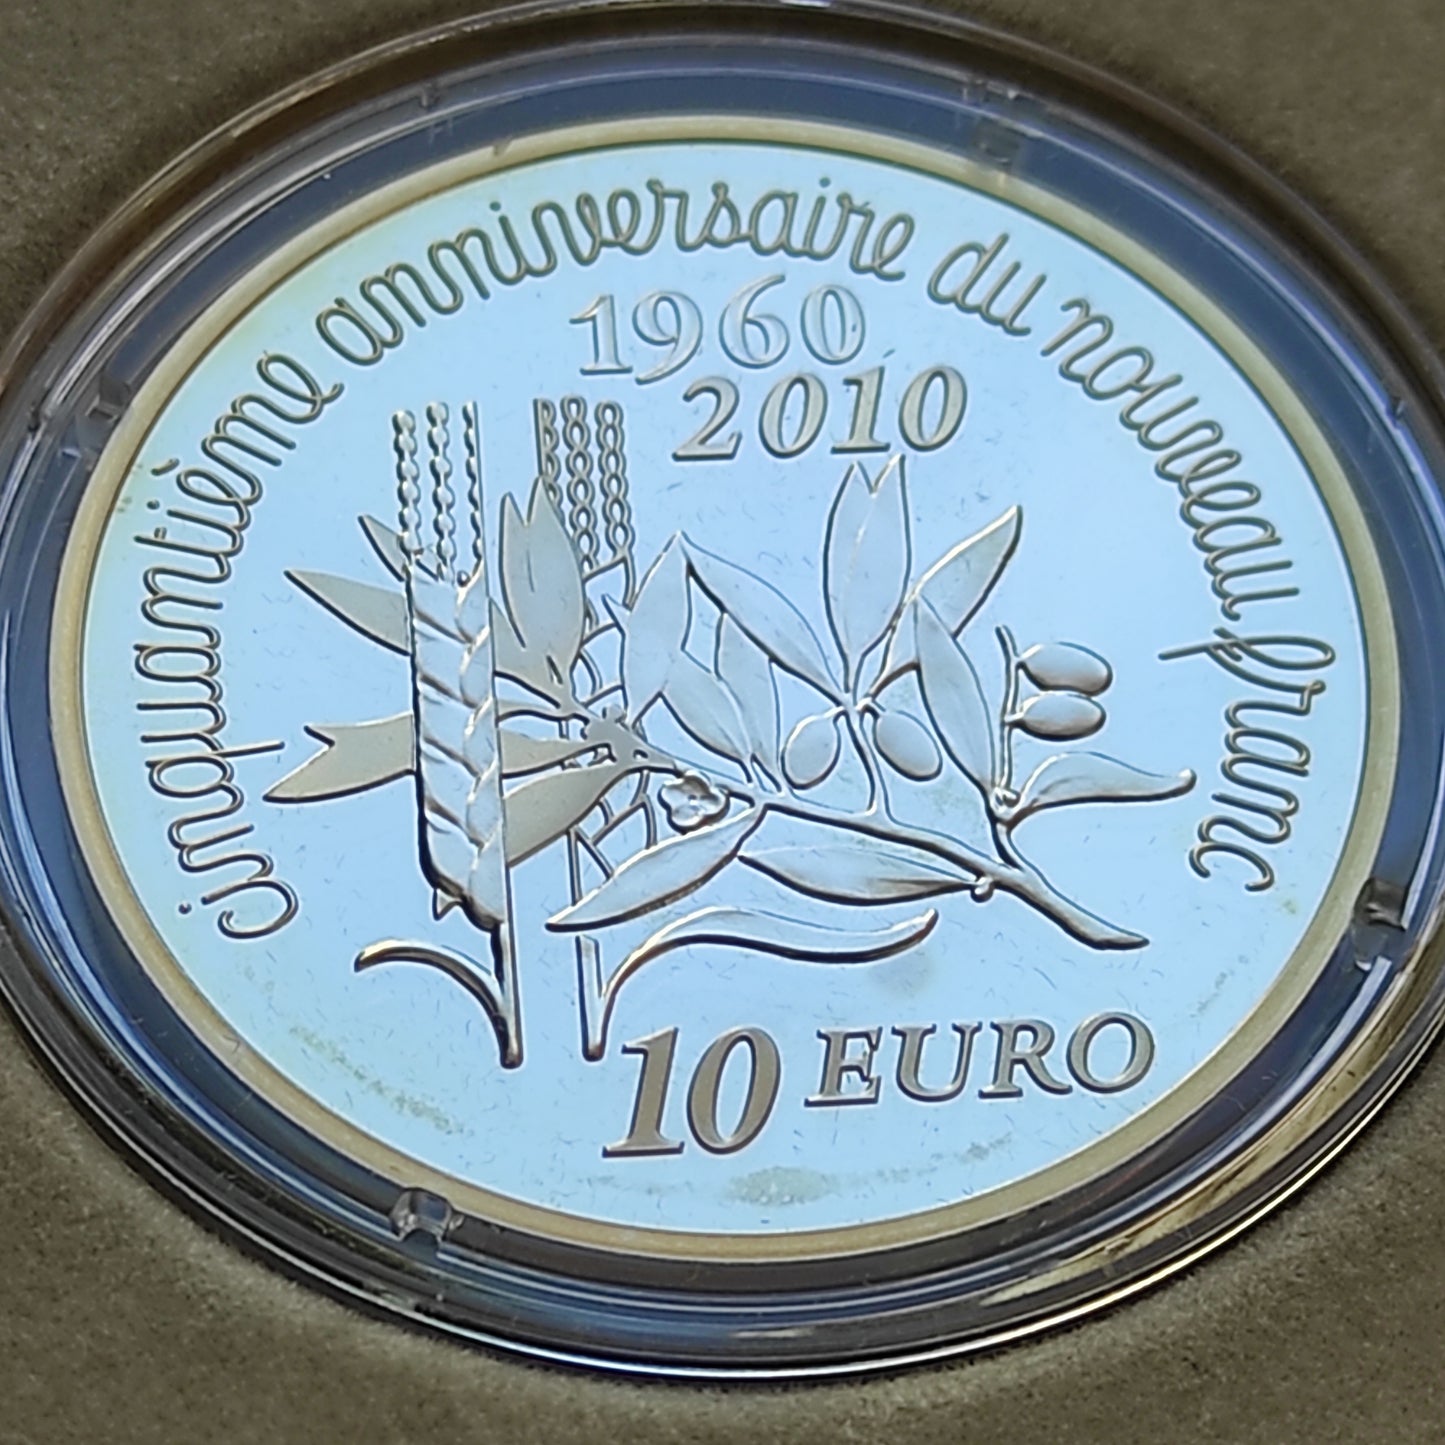 cinquantième anniversaire du nouveau franc
1960
2010
10 EURO